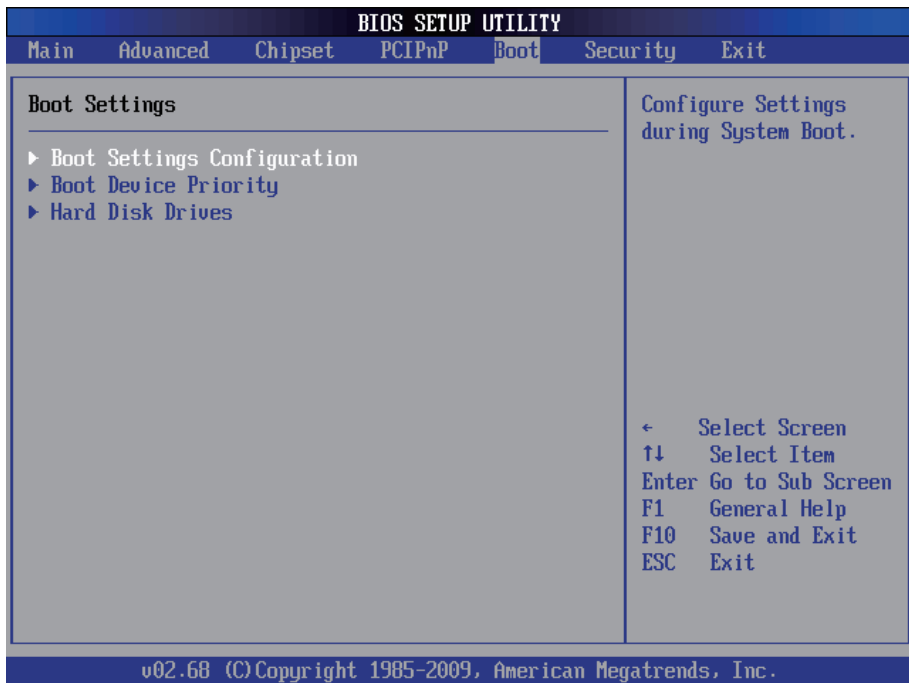 BIOS SETUP UTILITY
Main Advanced Chipset PCIPnP Boot Security Exit
Boot Settings
▶ Boot Settings Configuration
▶ Boot Device Priority
▶ Hard Disk Drives
Configure Settings
during System Boot.
← Select Screen
↑↓ Select Item
Enter Go to Sub Screen
F1 General Help
F10 Save and Exit
ESC Exit
v02.68 (C)Copyright 1985-2009, American Megatrends, Inc.